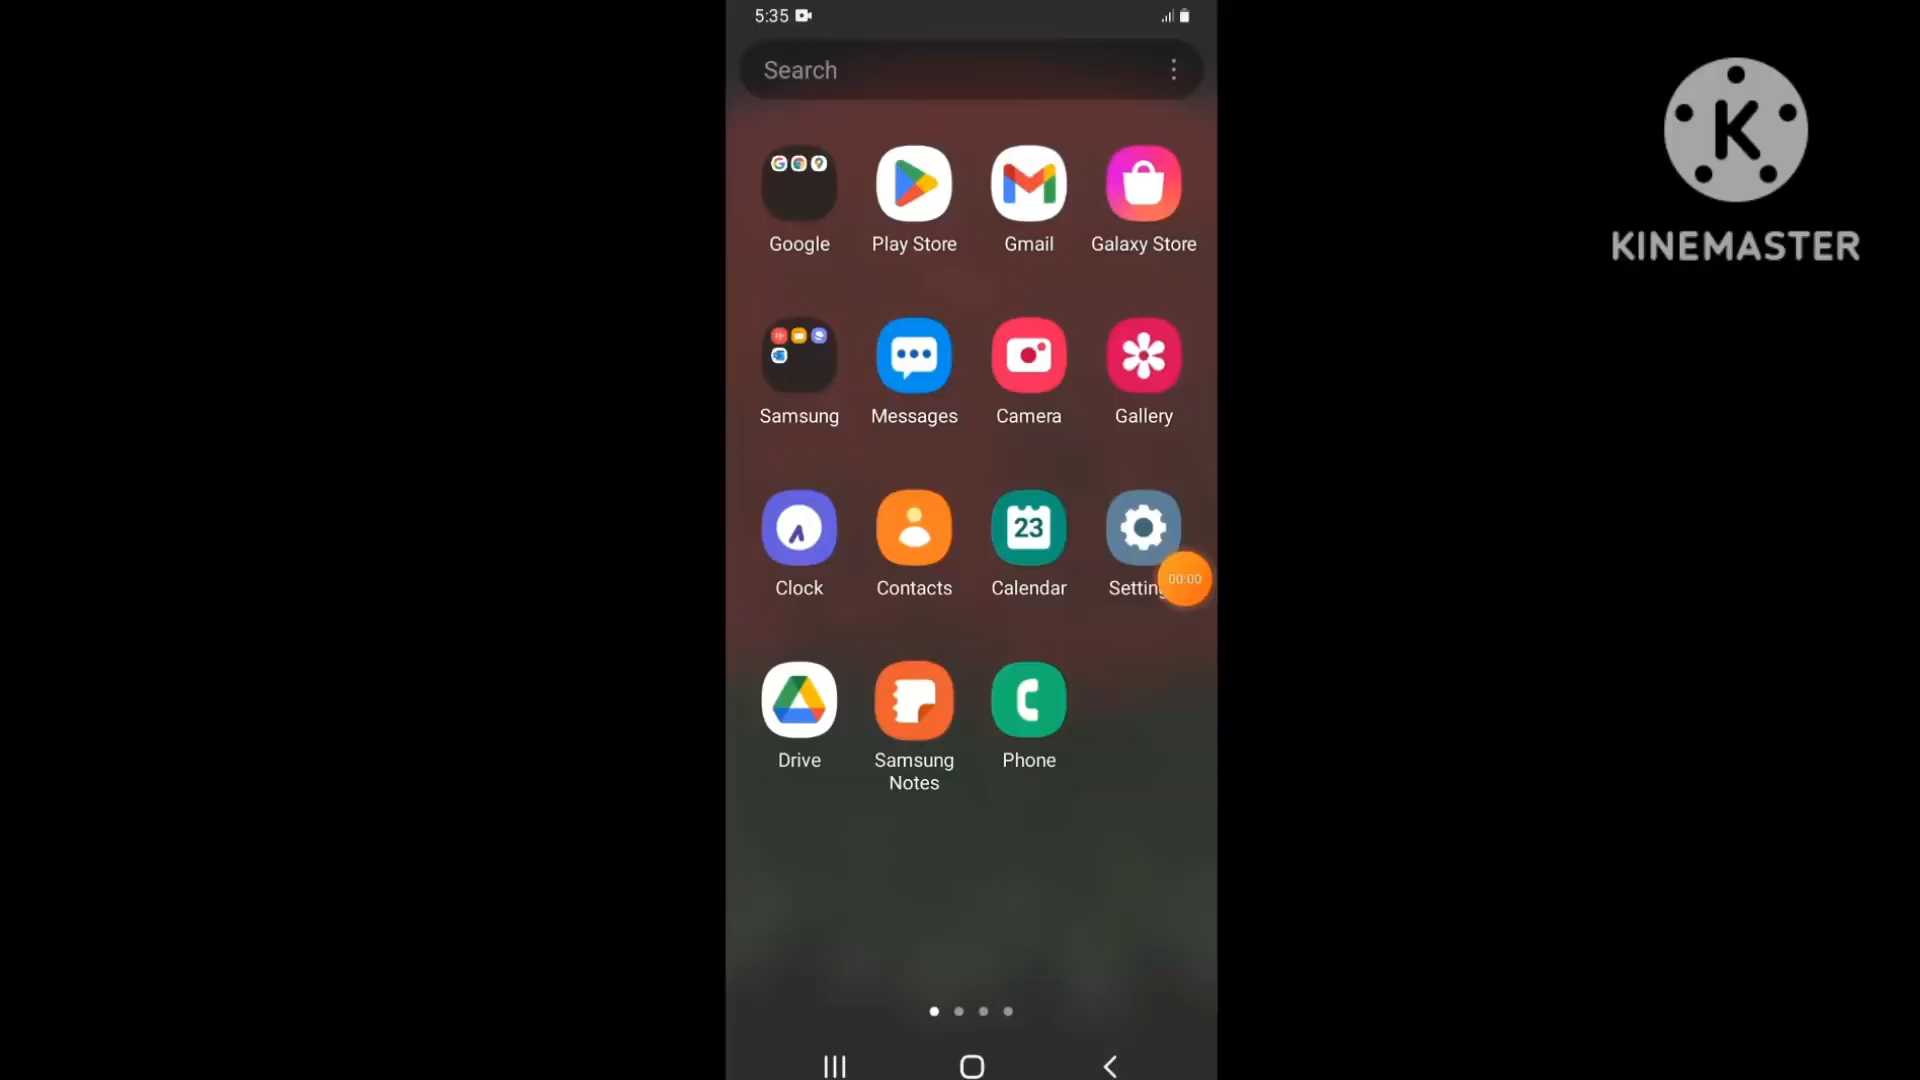 5:35
Search
Google
Play Store
Gmail
Galaxy Store
Samsung
Messages
Camera
Gallery
Clock
Contacts
23
Calendar
Setting
00:00
Drive
Samsung
Notes
Phone
K
KINEMASTER